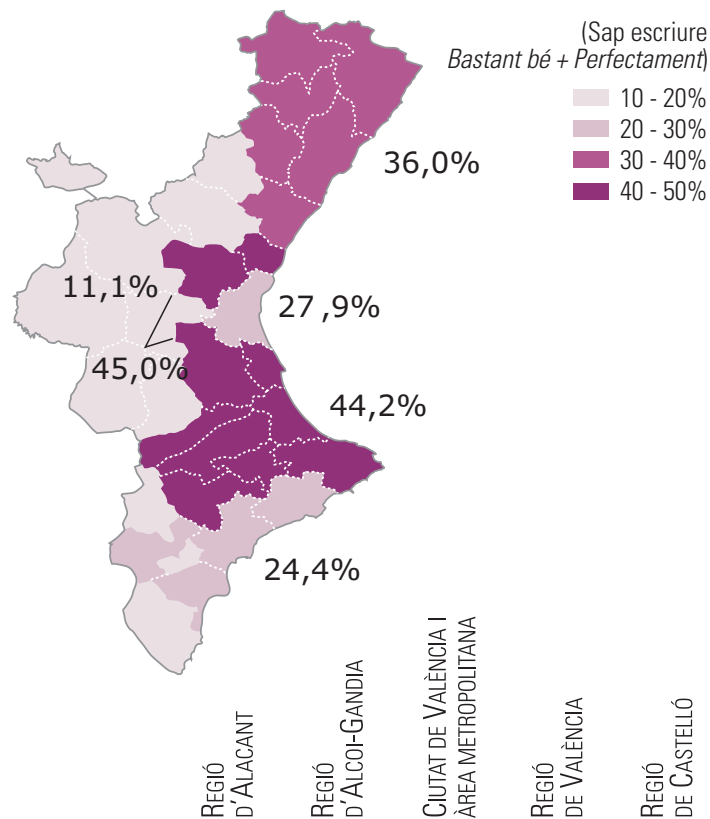 (Sap escriure
Bastant bé + Perfectament)
10 - 20%
20 - 30%
30 - 40%
40 - 50%
36,0%
11,1%
27,9%
45,0%
44,2%
24,4%
REGIÓ
D'ALACANT
REGIÓ
D'ALCOI-GANDIA
CIUTAT DE VALÈNCIA I
ÀREA METROPOLITANA
REGIÓ
DE VALÈNCIA
REGIÓ
DE CASTELLÓ